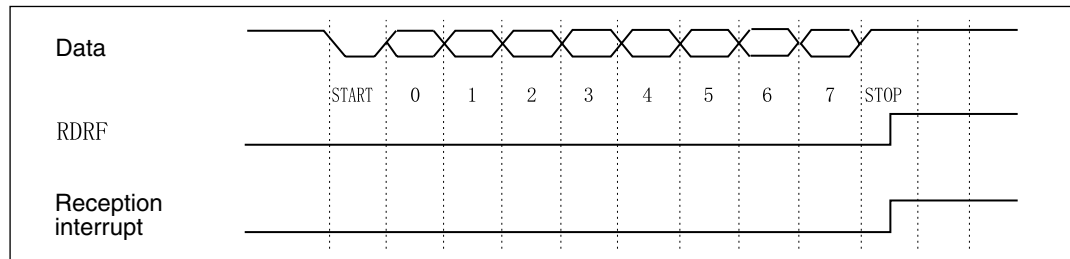 Data
START 0 1 2 3 4 5 6 7 STOP
RDRF
Reception
interrupt